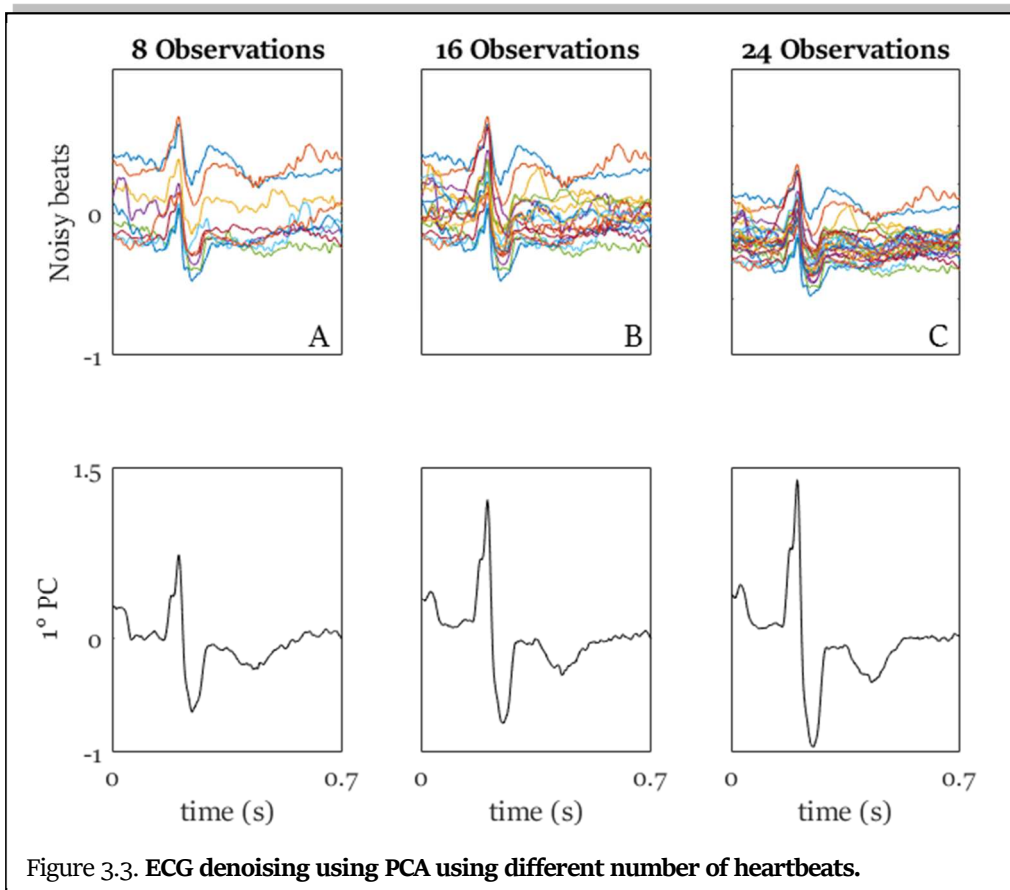 8 Observations
16 Observations
24 Observations
Noisy beats
0
-1
A
B
C
1.5
1° PC
0
-1
0
0.7
0
0.7
0
0.7
time (s)
time (s)
time (s)
Figure 3.3. ECG denoising using PCA using different number of heartbeats.